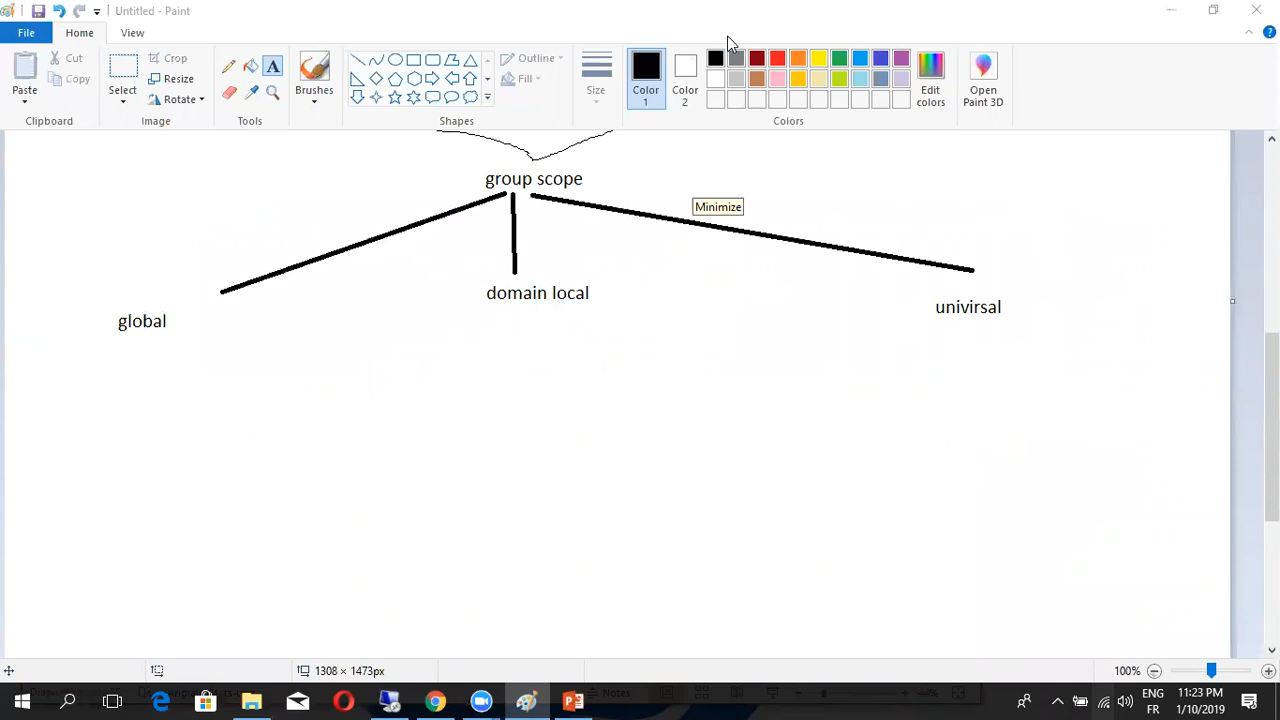 Untitled - Paint
File
Home
View
Paste
Cut
Copy
Clipboard
Select
Crop
Resize
Rotate
Image
A
Tools
Brushes
Outline
Fill
Shapes
Size
Color
1
Color
2
Edit
colors
Open
Paint 3D
Colors
group scope
Minimize
domain local
univirsal
global
1308 × 1473px
100%
Notes
ENG
FR
11:23 PM
1/10/2019